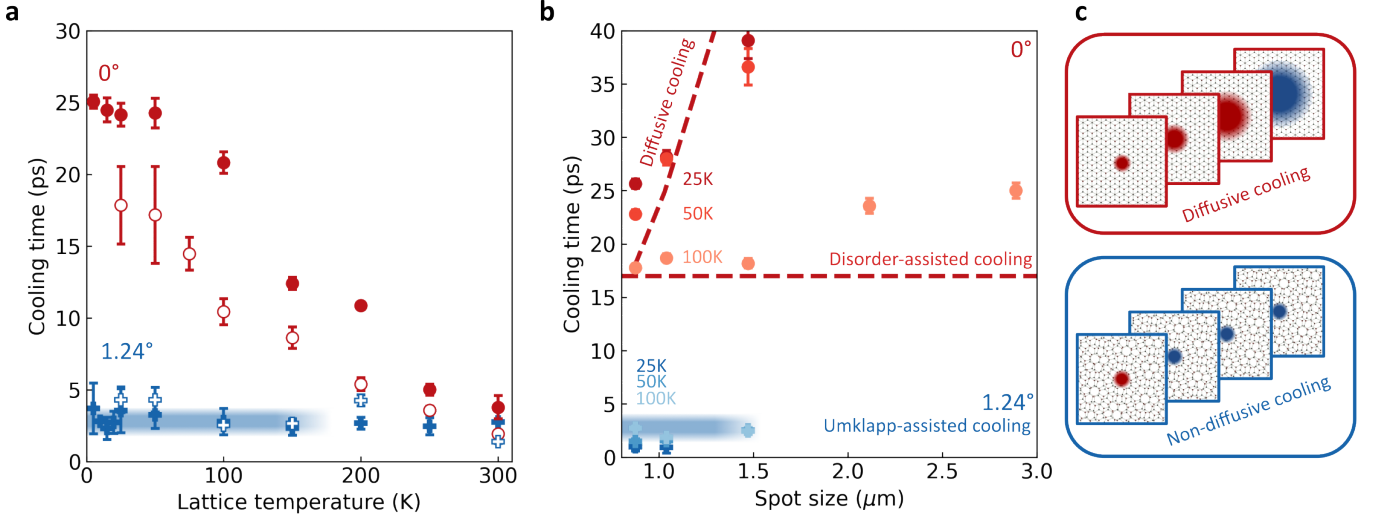 a
30
25
20
15
10
5
0
Cooling time (ps)
0°
1.24°
0
50
100
150
200
250
300
Lattice temperature (K)
b
40
35
30
25
20
15
10
5
0
Cooling time (ps)
0°
Diffusive cooling
25K
50K
100K
Disorder-assisted cooling
25K
50K
100K
1.24°
Umklapp-assisted cooling
1.0
1.5
2.0
2.5
3.0
Spot size (μm)
c
Diffusive cooling
Non-diffusive cooling